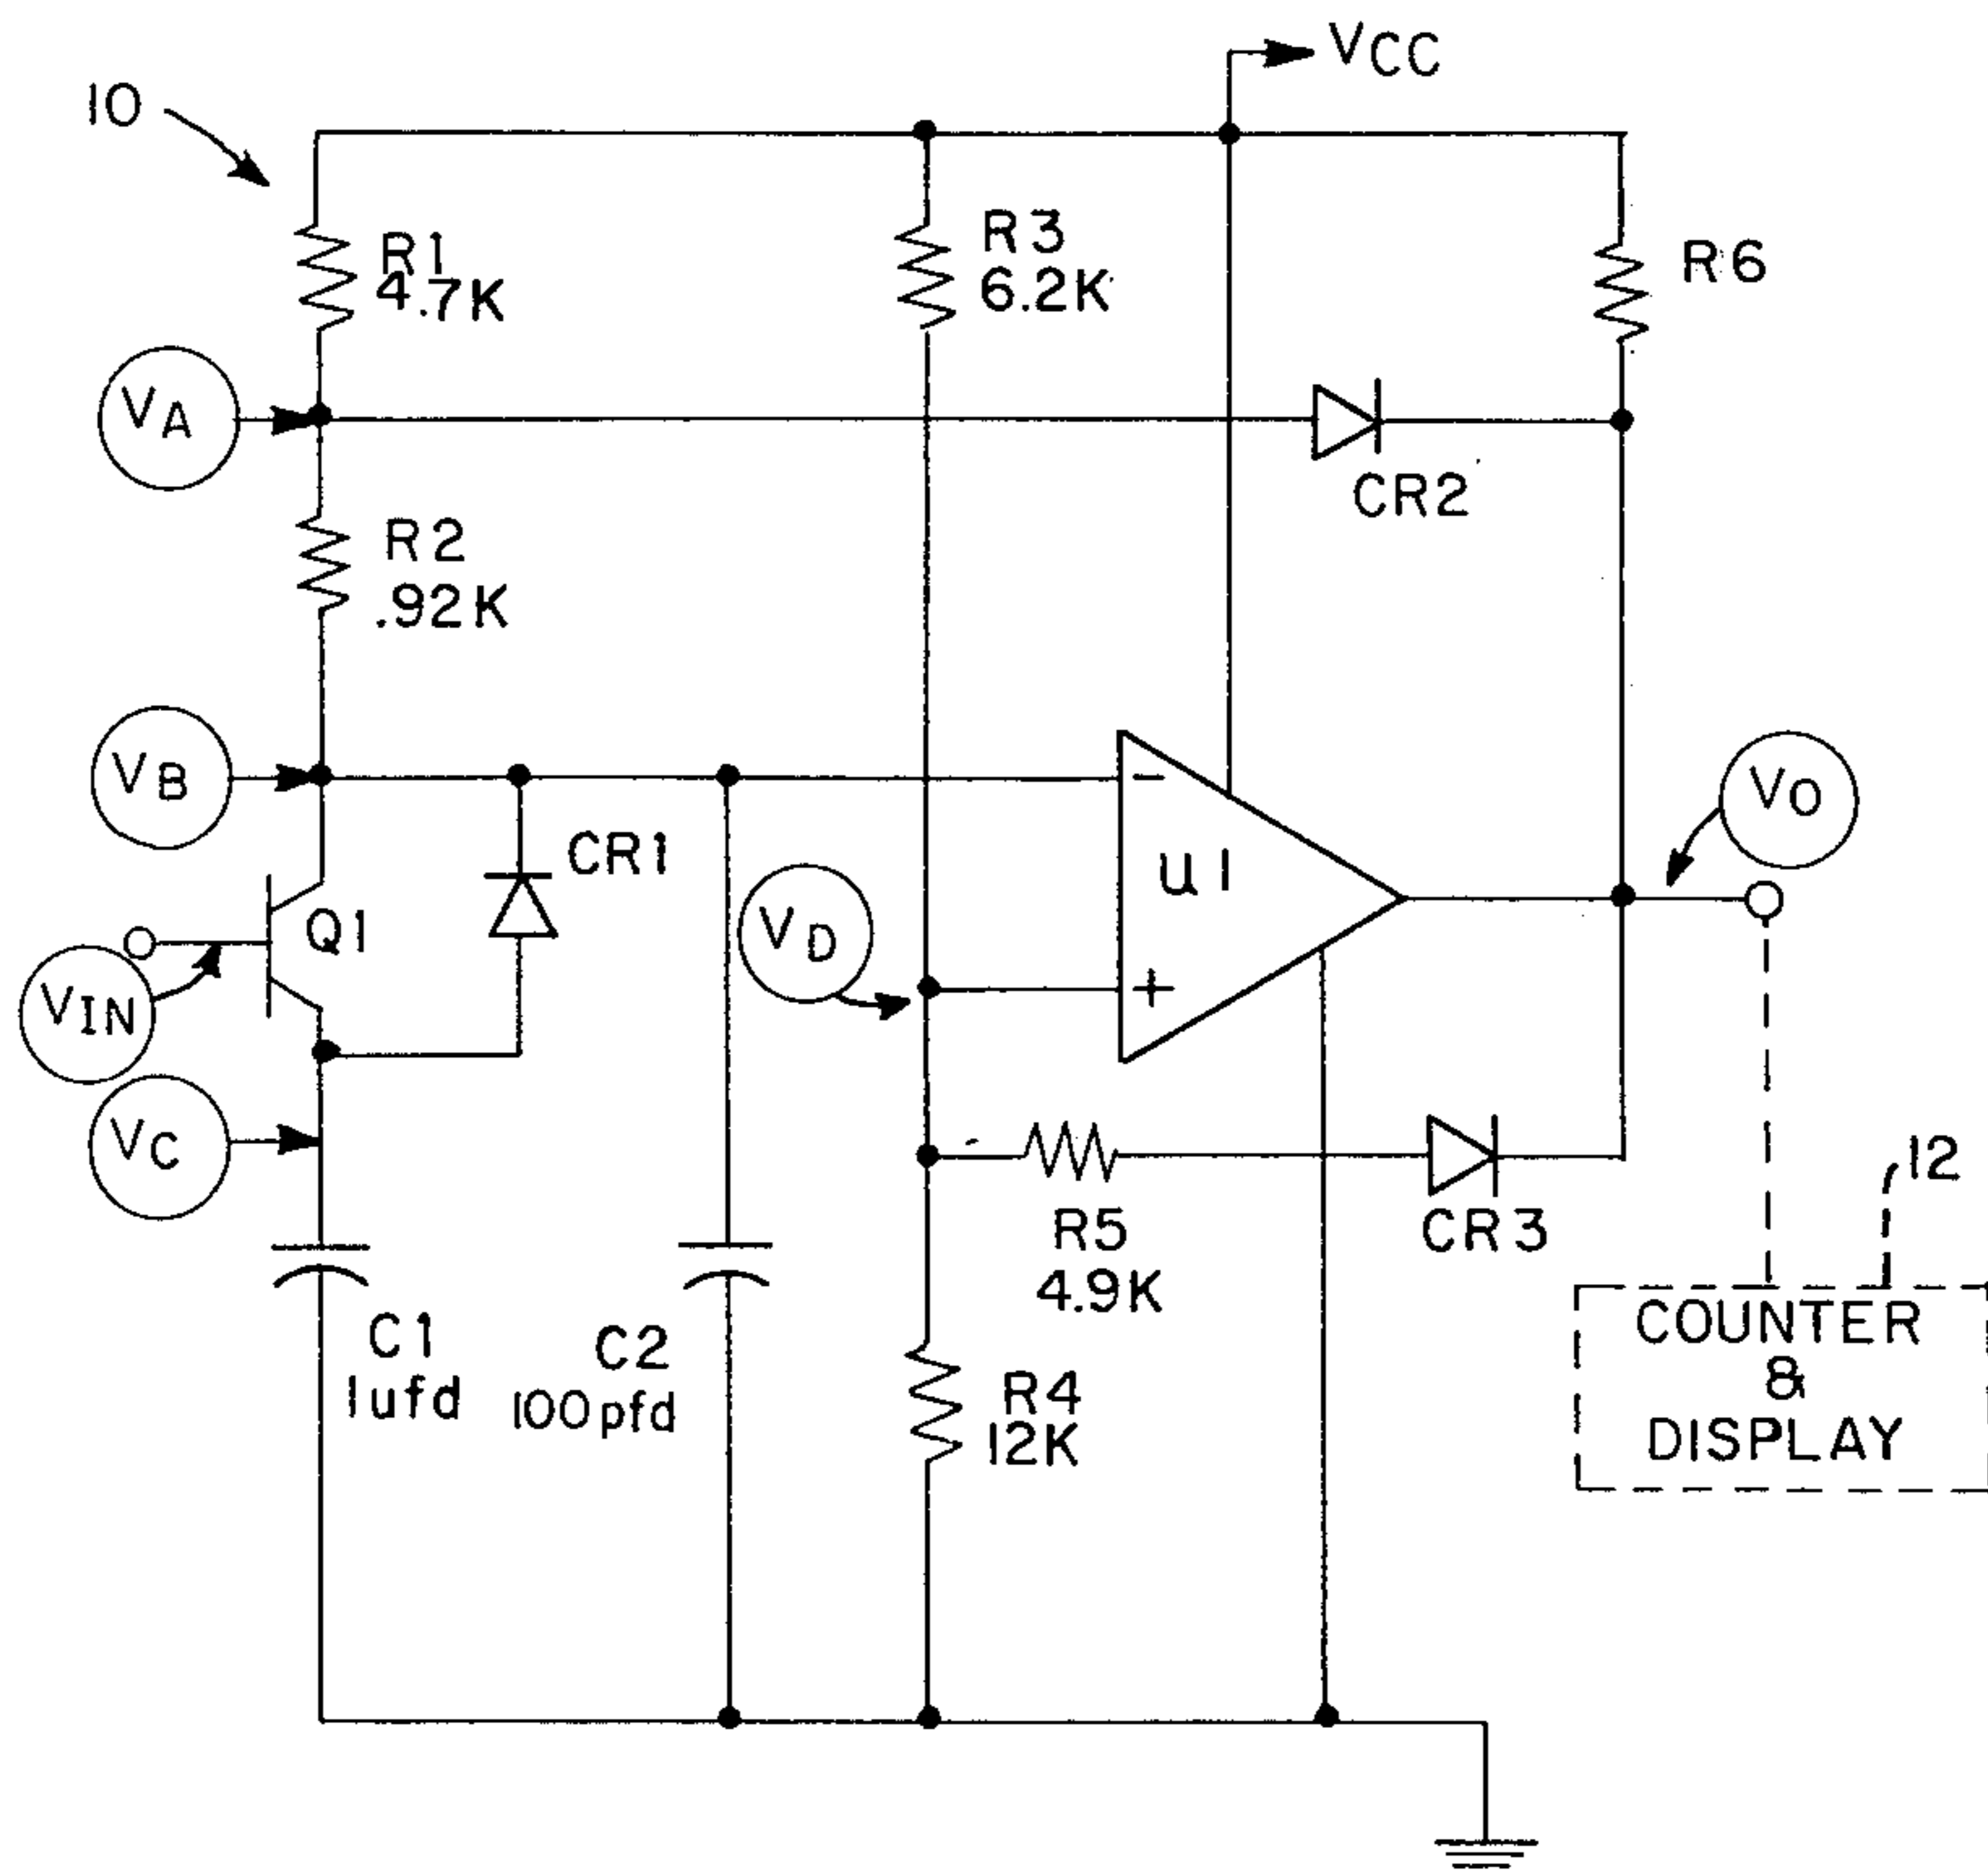 VCC
10
R1
4.7K
R3
6.2K
R6
VA
CR2
R2
.92K
VB
VO
CR1
u1
Q1
VD
VIN
VC
12
R5
4.9K
CR3
C1
1ufd
C2
100pfd
R4
12K
COUNTER
&
DISPLAY